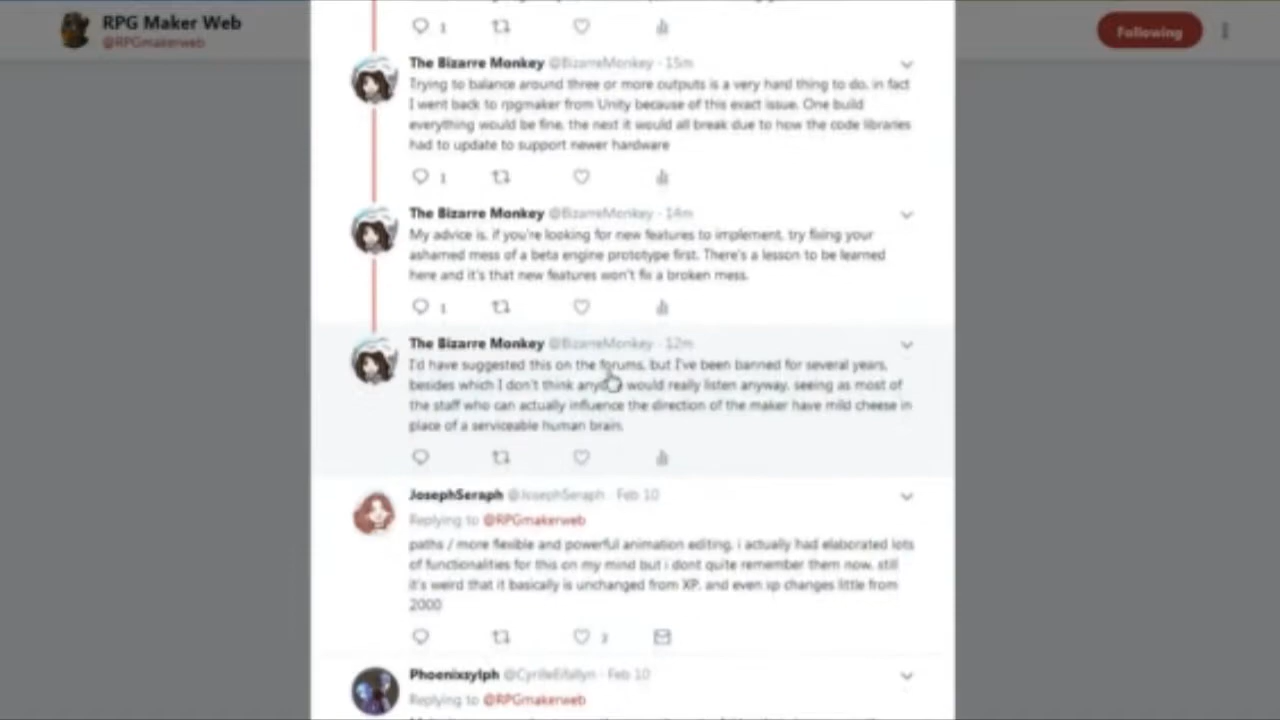 RPG Maker Web
@RPGmakerweb
Following
1
The Bizarre Monkey @BizarreMonkey · 15m
Trying to balance around three or more outputs is a very hard thing to do, in fact
I went back to rpgmaker from Unity because of this exact issue. One build
everything would be fine, the next it would all break due to how the code libraries
had to update to support newer hardware
1
The Bizarre Monkey @BizarreMonkey · 14m
My advice is, if you're looking for new features to implement, try fixing your
ashamed mess of a beta engine prototype first. There's a lesson to be learned
here and it's that new features won't fix a broken mess.
1
The Bizarre Monkey @BizarreMonkey · 12m
I'd have suggested this on the forums, but I've been banned for several years,
besides which I don't think would really listen anyway, seeing as most of
the staff who can actually influence the direction of the maker have mild cheese in
place of a serviceable human brain.
JosephSeraph @JosephSeraph · Feb 10
Replying to @RPGmakerweb
paths / more flexible and powerful animation editing, i actually had elaborated lots
of functionalities for this on my mind but i dont quite remember them now, still
it's weird that it basically is unchanged from XP, and even xp changes little from
2000
Phoenixsylph · Feb 10
Replying to @RPGmakerweb